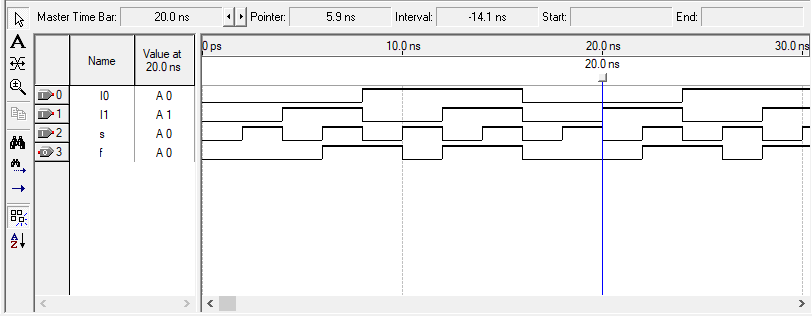 Master Time Bar: 20.0 ns Pointer: 5.9 ns Interval: -14.1 ns Start: End:
A
Name Value at 20.0 ns 0 ps 10.0 ns 20.0 ns 30.0 ns
20.0 ns
0 I0 A 0
1 I1 A 1
2 s A 0
3 f A 0
A
Z